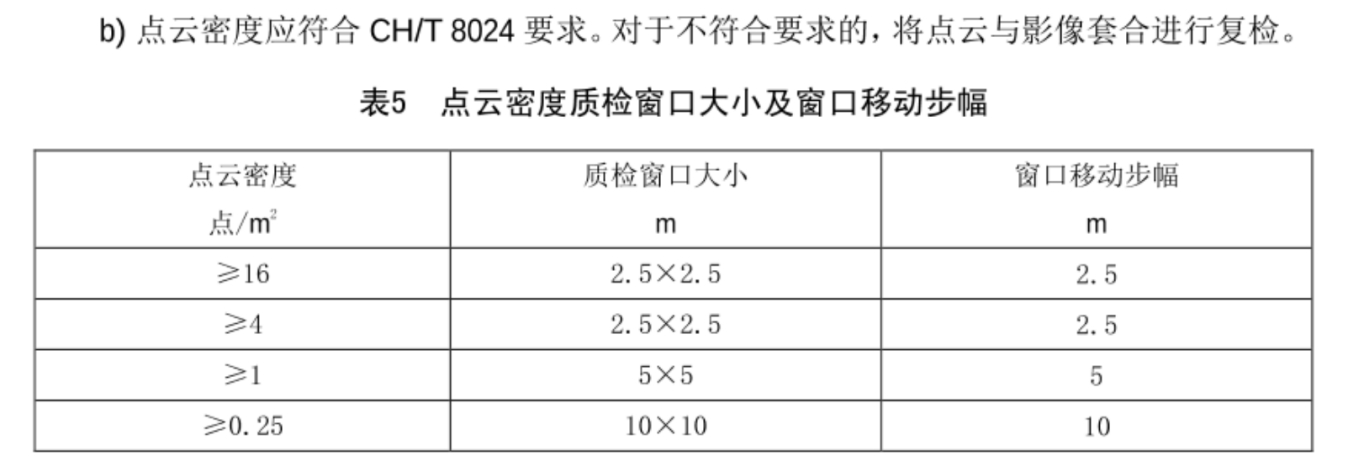 b) 点云密度应符合 CH/T 8024 要求。对于不符合要求的，将点云与影像套合进行复检。
表5 点云密度质检窗口大小及窗口移动步幅
点云密度 质检窗口大小 窗口移动步幅
点/m² m m
≥16 2.5×2.5 2.5
≥4 2.5×2.5 2.5
≥1 5×5 5
≥0.25 10×10 10